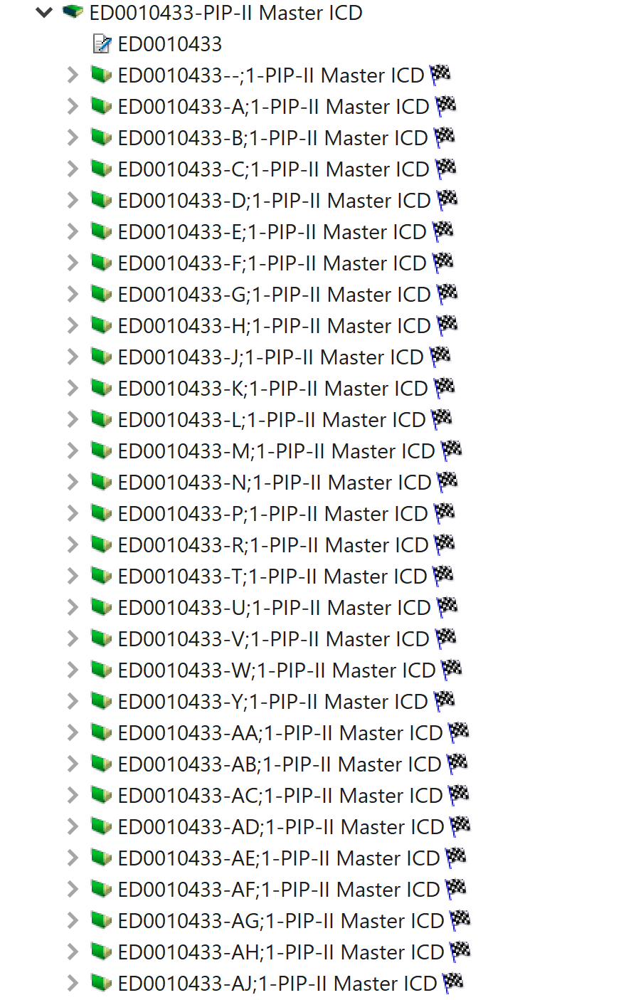 ED0010433-PIP-II Master ICD
ED0010433
ED0010433--;1-PIP-II Master ICD
ED0010433-A;1-PIP-II Master ICD
ED0010433-B;1-PIP-II Master ICD
ED0010433-C;1-PIP-II Master ICD
ED0010433-D;1-PIP-II Master ICD
ED0010433-E;1-PIP-II Master ICD
ED0010433-F;1-PIP-II Master ICD
ED0010433-G;1-PIP-II Master ICD
ED0010433-H;1-PIP-II Master ICD
ED0010433-J;1-PIP-II Master ICD
ED0010433-K;1-PIP-II Master ICD
ED0010433-L;1-PIP-II Master ICD
ED0010433-M;1-PIP-II Master ICD
ED0010433-N;1-PIP-II Master ICD
ED0010433-P;1-PIP-II Master ICD
ED0010433-R;1-PIP-II Master ICD
ED0010433-T;1-PIP-II Master ICD
ED0010433-U;1-PIP-II Master ICD
ED0010433-V;1-PIP-II Master ICD
ED0010433-W;1-PIP-II Master ICD
ED0010433-Y;1-PIP-II Master ICD
ED0010433-AA;1-PIP-II Master ICD
ED0010433-AB;1-PIP-II Master ICD
ED0010433-AC;1-PIP-II Master ICD
ED0010433-AD;1-PIP-II Master ICD
ED0010433-AE;1-PIP-II Master ICD
ED0010433-AF;1-PIP-II Master ICD
ED0010433-AG;1-PIP-II Master ICD
ED0010433-AH;1-PIP-II Master ICD
ED0010433-AJ;1-PIP-II Master ICD